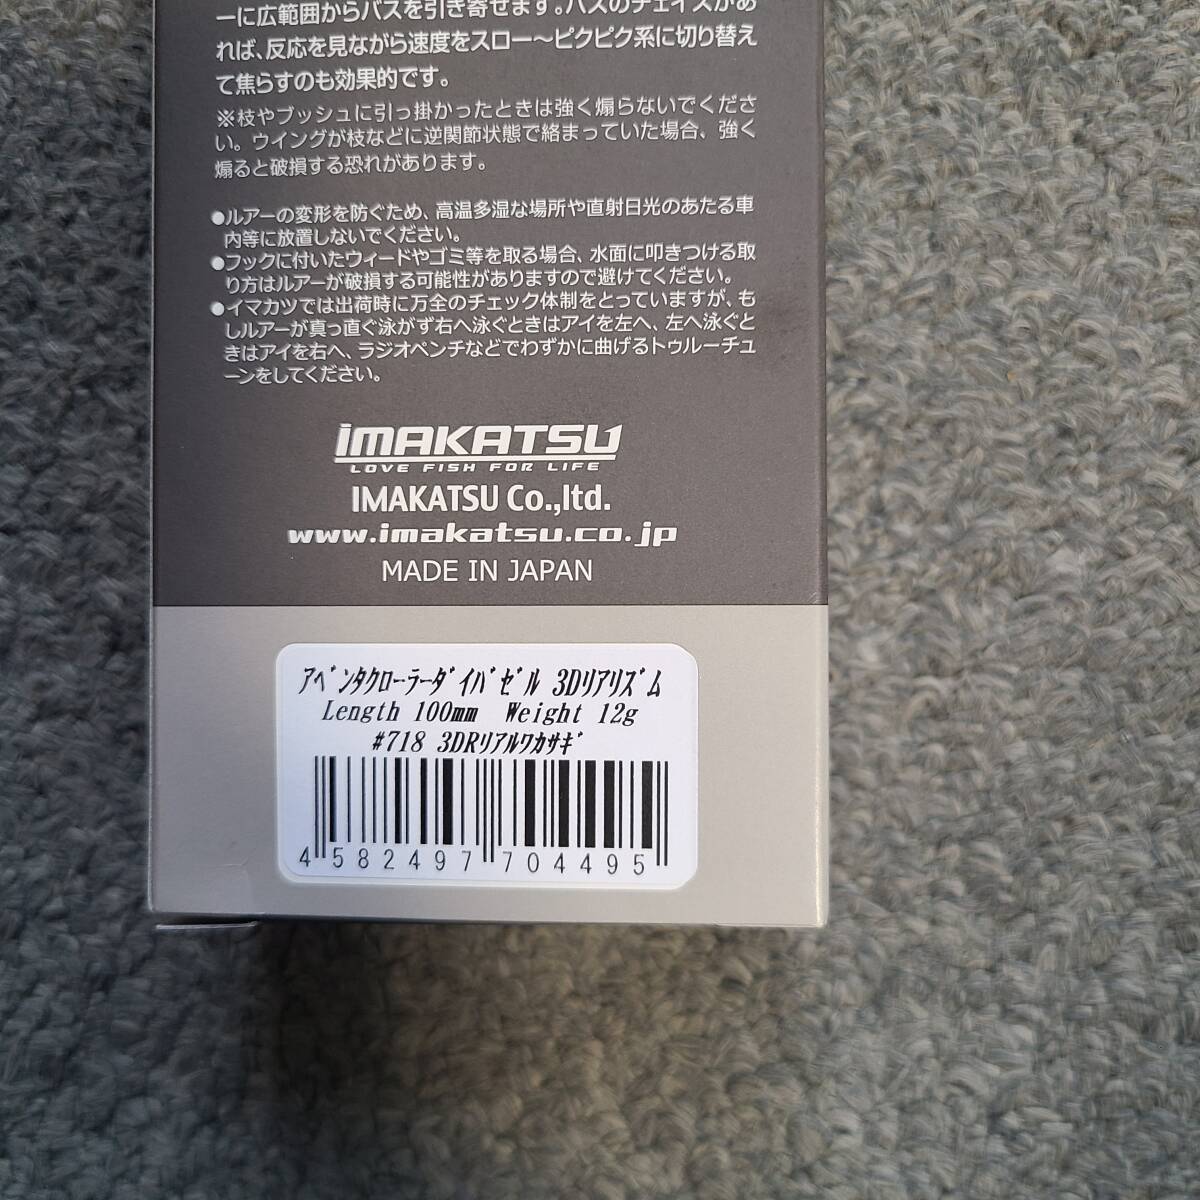 ーに広範囲からバスを引き寄せます。バスのチェイスがあ
れば、反応を見ながら速度をスロー～ピクピク系に切り替え
て焦らすのも効果的です。
※枝やブッシュに引っ掛かったときは強く煽らないでくださ
い。ウイングが枝などに逆関節状態で絡まっていた場合、強く
煽ると破損する恐れがあります。
●ルアーの変形を防ぐため、高温多湿な場所や直射日光のあたる車
内等に放置しないでください。
●フックに付いたウィードやゴミ等を取る場合、水面に叩きつける取
り方はルアーが破損する可能性がありますので避けてください。
●イマカツでは出荷時に万全のチェック体制をとっていますが、も
しルアーが真っ直ぐ泳がず右へ泳ぐときはアイを左へ、左へ泳ぐと
きはアイを右へ、ラジオペンチなどでわずかに曲げるトゥルーチュ
ーンをしてください。
IMAKATSU
LOVE FISH FOR LIFE
IMAKATSU Co.,ltd.
www.imakatsu.co.jp
MADE IN JAPAN
ｱﾍﾞﾝﾀｸﾛｰﾗｰﾀﾞｲﾊﾞｾﾞﾙ 3Dﾘｱﾘｽﾞﾑ
Length 100mm Weight 12g
#718 3DRﾘｱﾙﾜｶｻｷﾞ
4 582497 704495